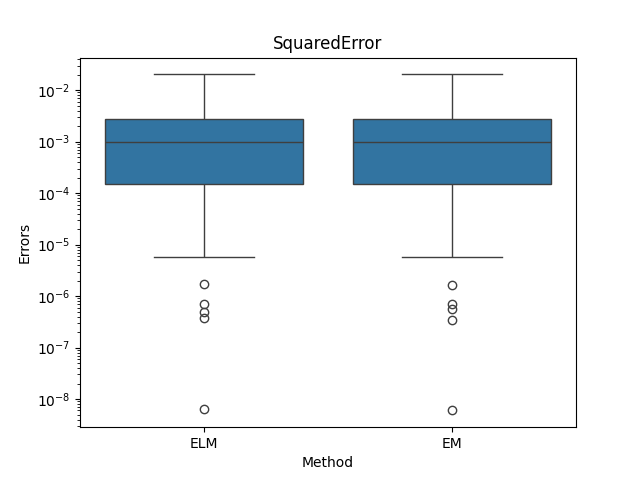 SquaredError
Errors
10⁻²
10⁻³
10⁻⁴
10⁻⁵
10⁻⁶
10⁻⁷
10⁻⁸
ELM EM
Method